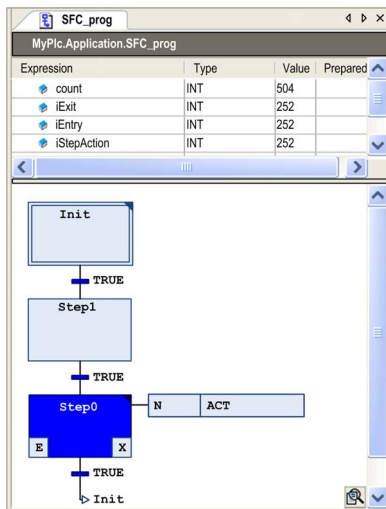 SFC_prog
MyPlc.Application.SFC_prog
Expression Type Value Prepared
count INT 504
iExit INT 252
iEntry INT 252
iStepAction INT 252
Init
TRUE
Step1
TRUE
Step0 N ACT
E X
TRUE
Init